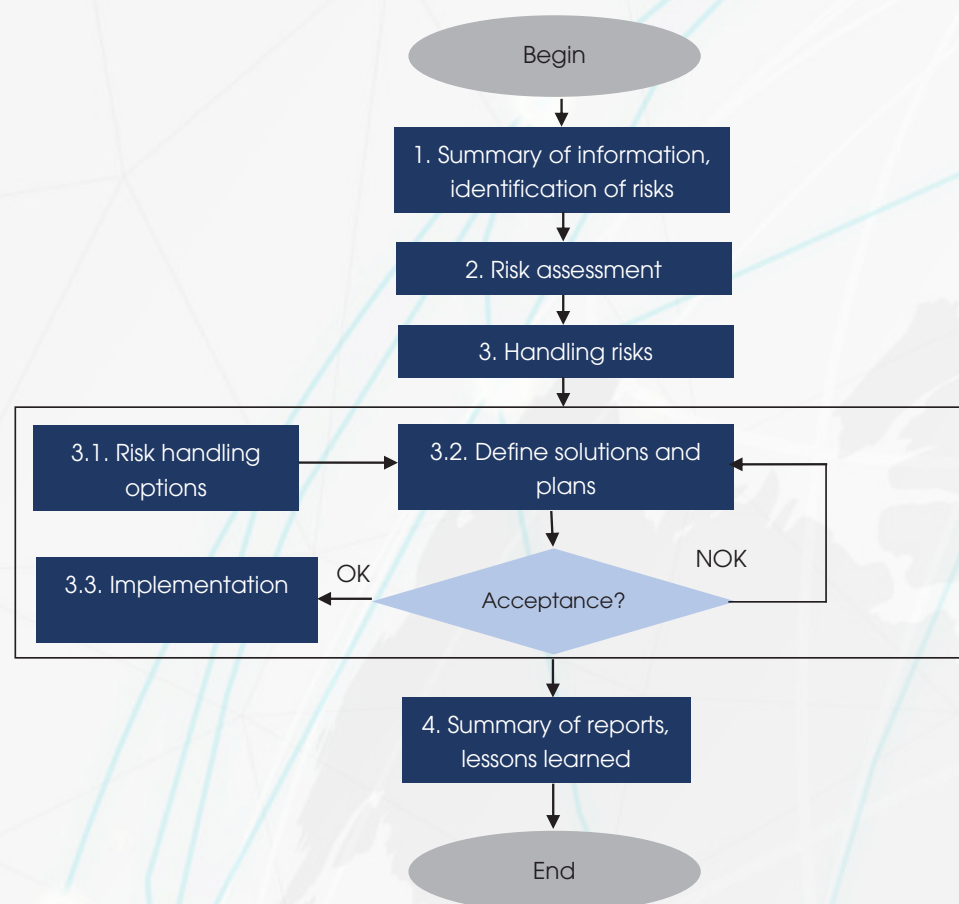 Begin
1. Summary of information,
identification of risks
2. Risk assessment
3. Handling risks
3.1. Risk handling
options
3.2. Define solutions and
plans
NOK
OK
3.3. Implementation
Acceptance?
4. Summary of reports,
lessons learned
End